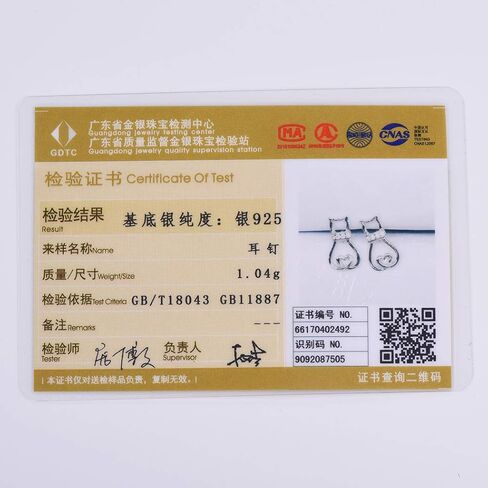 广东省金银珠宝检测中心
Guangdong jewelry testing center
广东省质量监督金银珠宝检验站
Guangdong jewelry quality supervision station
GDTC
MA
CNAS
检验证书 Certificate Of Test
检验结果 Result 基底银纯度：银925
来样名称Name 耳钉
质量/尺寸Weight/Size 1.04g
检验依据Test Criteria GB/T18043 GB11887
备注Remarks ---
检验师 Tester 负责人 Supervisor
证书编号 NO.
66170402492
识别码 NO.
9092087505
本证书仅对送检样品负责，复制无效。
证书查询二维码